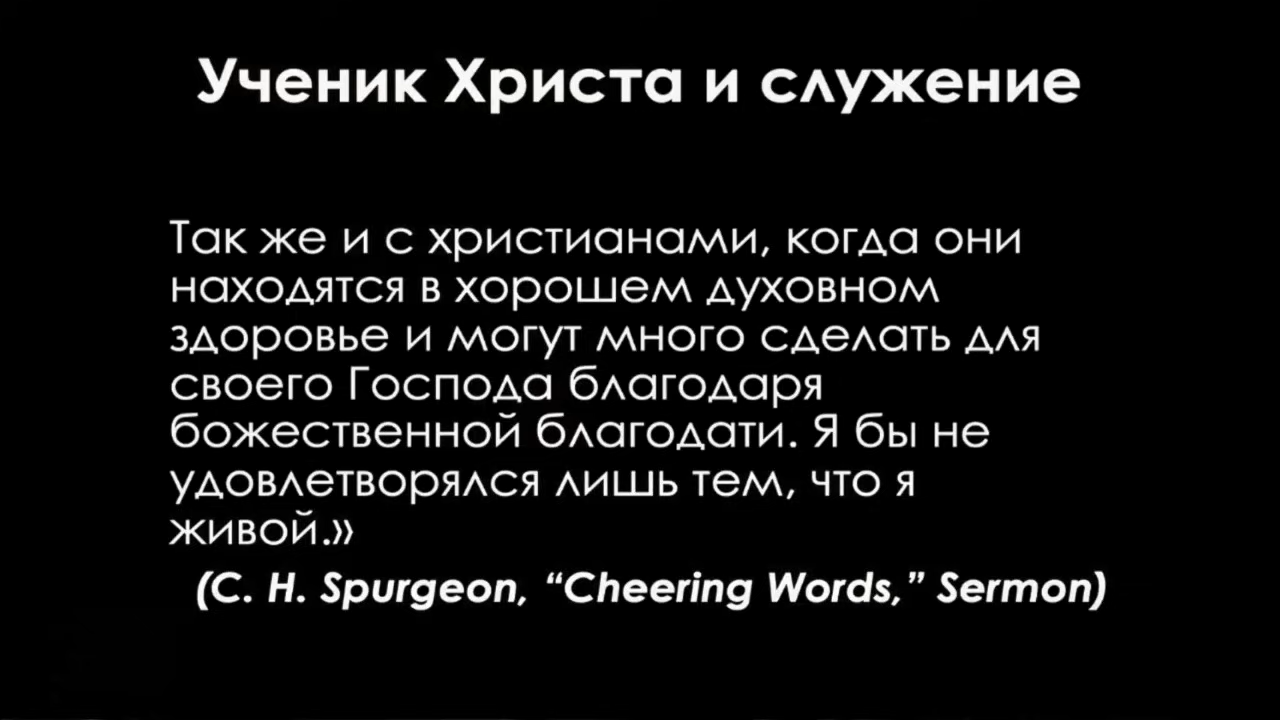 Ученик Христа и служение
Так же и с христианами, когда они
находятся в хорошем духовном
здоровье и могут много сделать для
своего Господа благодаря
божественной благодати. Я бы не
удовлетворялся лишь тем, что я
живой.»
(C. H. Spurgeon, “Cheering Words,” Sermon)